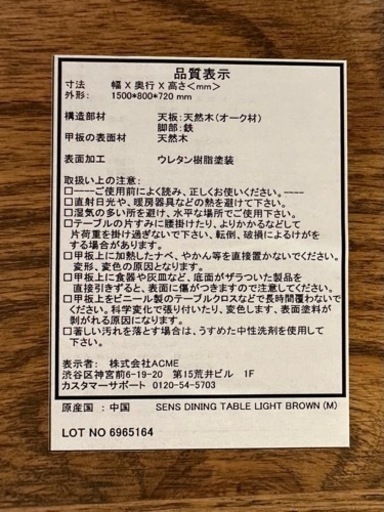 品質表示
寸法 幅 X 奥行 X 高さ<mm>
外形: 1500*800*720 mm
構造部材 天板:天然木(オーク材)
脚部:鉄
甲板の表面材 天然木
表面加工 ウレタン樹脂塗装
取扱い上の注意:
□----ご使用前によく読み、正しくお使いください。----
□直射日光や、暖房器具などの熱を避けて下さい。
□湿気の多い所を避け、水平な場所でご使用下さい。
□テーブルの片すみに腰掛けたり、よりかかるなどして
片荷重を掛け過ぎないで下さい、転倒、破損によるけがを
する場合があります。
□甲板上に加熱したナベ、やかん等を直接置かないでください。
変形、変色の原因となります。
□甲板上に食器や灰皿など、底面がザラついた製品を
直接引きずると、表面に傷がつきますので注意してください。
□甲板上をビニール製のテーブルクロスなどで長時間覆わないで
ください。科学変化で張り付いたり、変色します、表面塗料が
剝がれる原因になります。
□著しい汚れを落とす場合は、うすめた中性洗剤を使用して
下さい。
表示者: 株式会社ACME
渋谷区神宮前6-19-20 第15荒井ビル 1F
カスタマーサポート 0120-54-5703
原産国 : 中国 SENS DINING TABLE LIGHT BROWN (M)
LOT NO 6965164